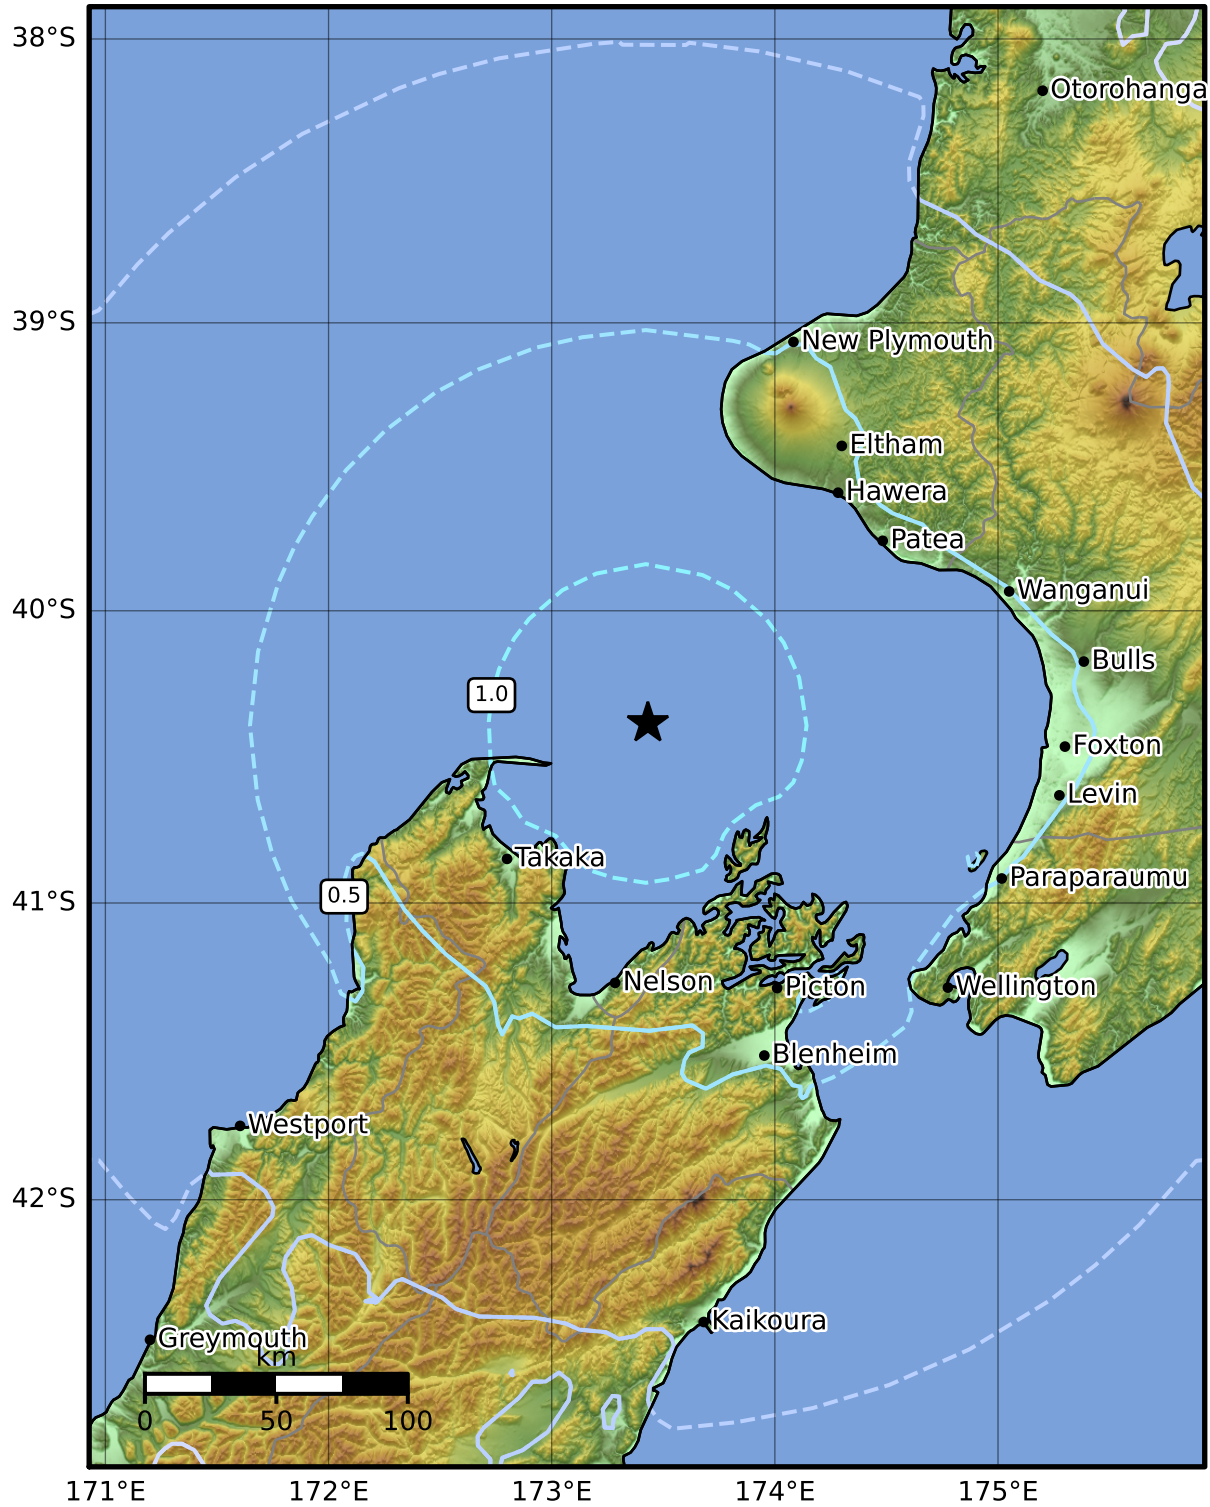 38°S
Otorohanga
39°S
New Plymouth
Eltham
Hawera
Patea
Wanganui
40°S
Bulls
1.0
Foxton
Levin
Takaka
Paraparaumu
0.5
41°S
Nelson
Picton
Wellington
Blenheim
Westport
42°S
Kaikoura
Greymouth
km
0 50 100
171°E 172°E 173°E 174°E 175°E